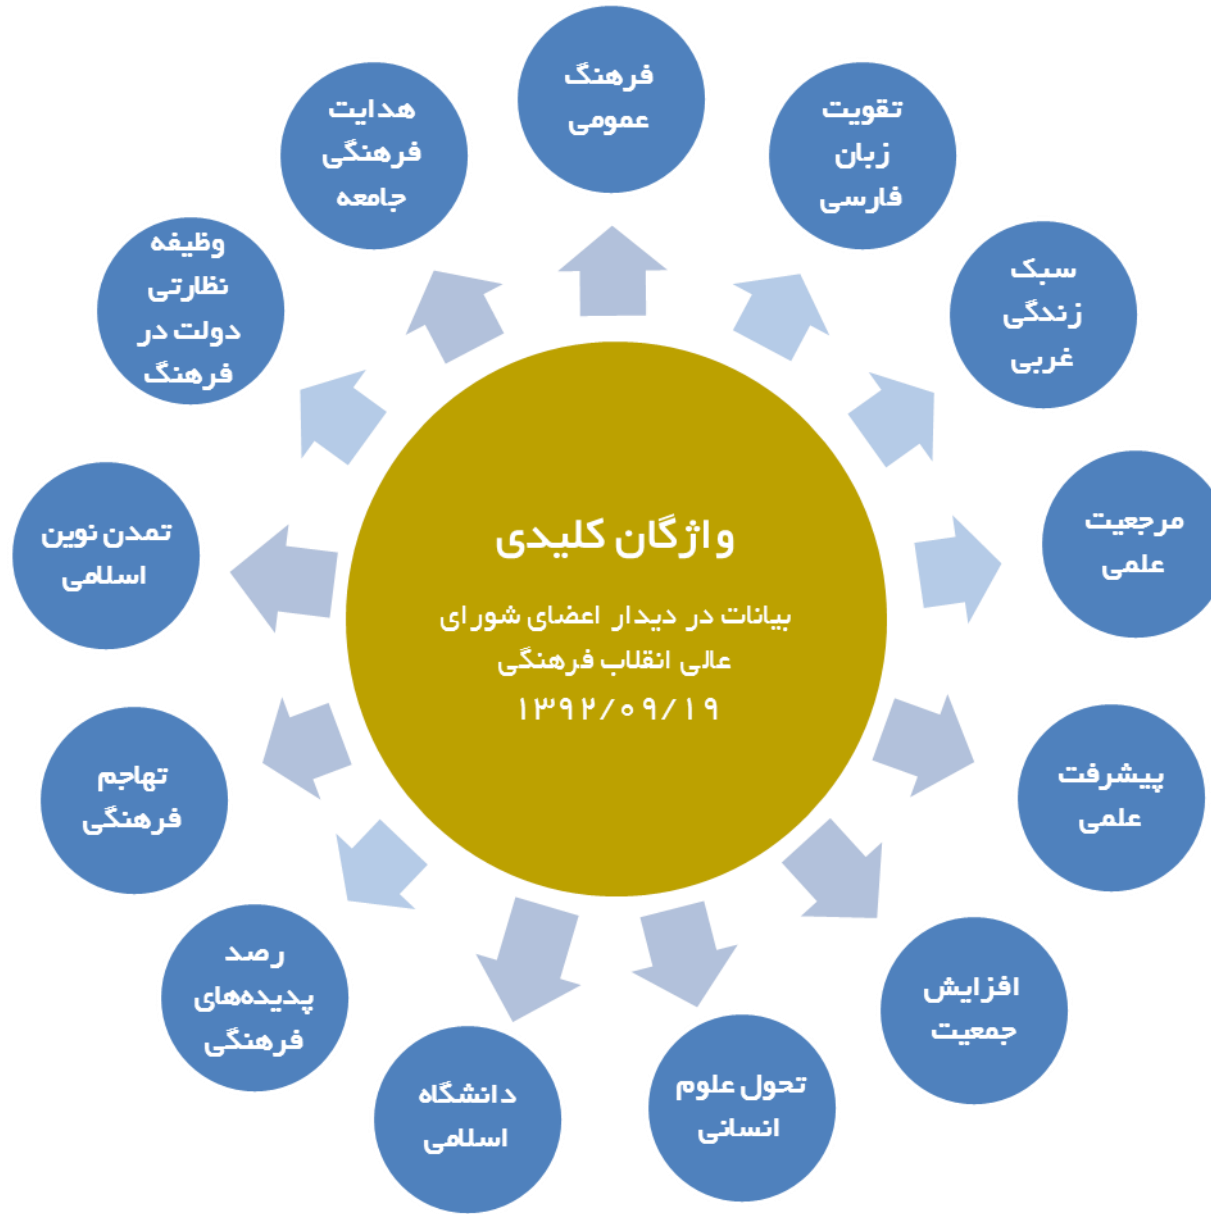 واژگان کلیدی
بیانات در دیدار اعضای شورای
عالی انقلاب فرهنگی
۱۳۹۲/۰۹/۱۹
فرهنگ
عمومی
تقویت
زبان
فارسی
سبک
زندگی
غربی
مرجعیت
علمی
پیشرفت
علمی
افزایش
جمعیت
تحول علوم
انسانی
دانشگاه
اسلامی
رصد
پدیده‌های
فرهنگی
تهاجم
فرهنگی
تمدن نوین
اسلامی
وظیفه
نظارتی
دولت در
فرهنگ
هدایت
فرهنگی
جامعه